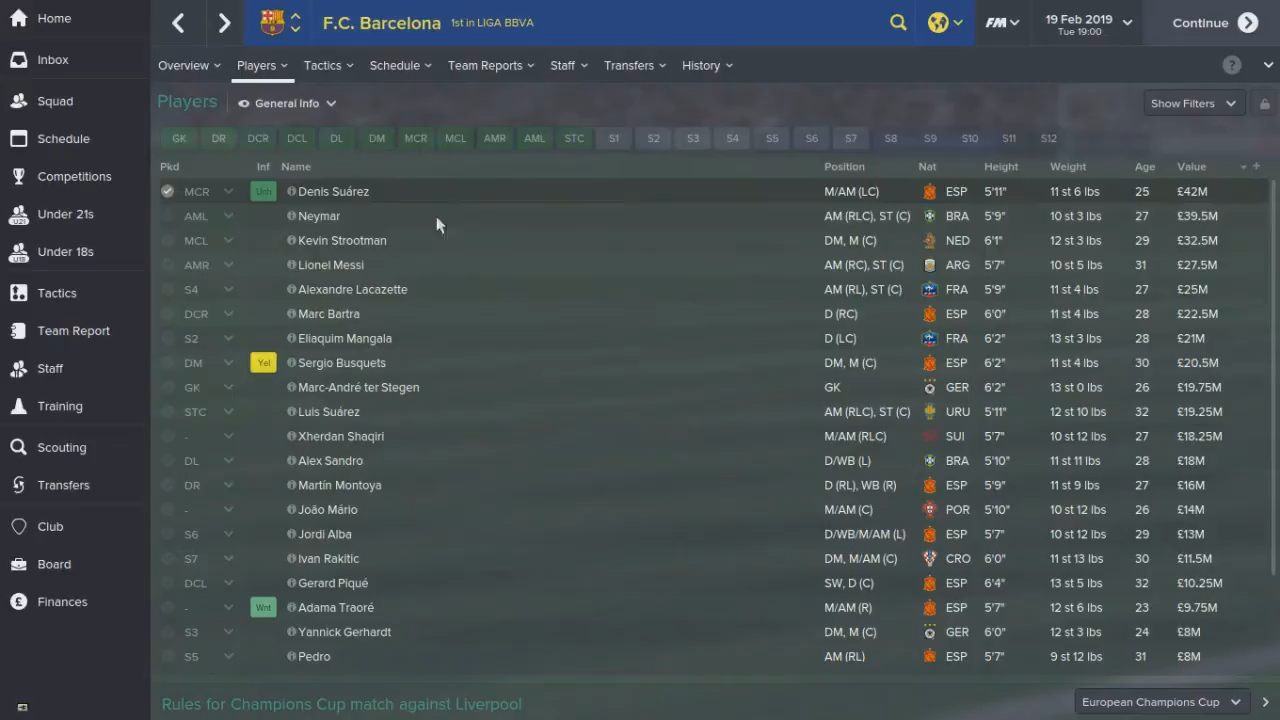 Home
Inbox
Squad
Schedule
Competitions
Under 21s
Under 18s
Tactics
Team Report
Staff
Training
Scouting
Transfers
Club
Board
Finances
F.C. Barcelona 1st in LIGA BBVA
FM 19 Feb 2019 Continue
Tue 19:00
Overview Players Tactics Schedule Team Reports Staff Transfers History ?
Players General Info Show Filters
GK DR DCR DCL DL DM MCR MCL AMR AML STC S1 S2 S3 S4 S5 S6 S7 S8 S9 S10 S11 S12
Pkd Inf Name Position Nat Height Weight Age Value
MCR Unh Denis Suárez M/AM (LC) ESP 5'11" 11 st 6 lbs 25 £42M
AML Neymar AM (RLC), ST (C) BRA 5'9" 10 st 3 lbs 27 £39.5M
MCL Kevin Strootman DM, M (C) NED 6'1" 12 st 3 lbs 29 £32.5M
AMR Lionel Messi AM (RC), ST (C) ARG 5'7" 10 st 5 lbs 31 £27.5M
S4 Alexandre Lacazette AM (RL), ST (C) FRA 5'9" 11 st 4 lbs 27 £25M
DCR Marc Bartra D (RC) ESP 6'0" 11 st 4 lbs 28 £22.5M
S2 Eliaquim Mangala D (LC) FRA 6'2" 13 st 3 lbs 28 £21M
DM Yel Sergio Busquets DM, M (C) ESP 6'2" 11 st 4 lbs 30 £20.5M
GK Marc-André ter Stegen GK GER 6'2" 13 st 0 lbs 26 £19.75M
STC Luis Suárez AM (RLC), ST (C) URU 5'11" 12 st 10 lbs 32 £19.25M
- Xherdan Shaqiri M/AM (RLC) SUI 5'7" 10 st 12 lbs 27 £18.25M
DL Alex Sandro D/WB (L) BRA 5'10" 11 st 11 lbs 28 £18M
DR Martín Montoya D (RL), WB (R) ESP 5'9" 11 st 9 lbs 27 £16M
- João Mário M/AM (C) POR 5'10" 10 st 12 lbs 26 £14M
S6 Jordi Alba D/WB/M/AM (L) ESP 5'7" 10 st 12 lbs 29 £13M
S7 Ivan Rakitic DM, M/AM (C) CRO 6'0" 11 st 13 lbs 30 £11.5M
DCL Gerard Piqué SW, D (C) ESP 6'4" 13 st 5 lbs 32 £10.25M
- Wnt Adama Traoré M/AM (R) ESP 5'7" 12 st 6 lbs 23 £9.75M
S3 Yannick Gerhardt DM, M (C) GER 6'0" 12 st 3 lbs 24 £8M
S5 Pedro AM (RL) ESP 5'7" 9 st 12 lbs 31 £8M
Rules for Champions Cup match against Liverpool European Champions Cup